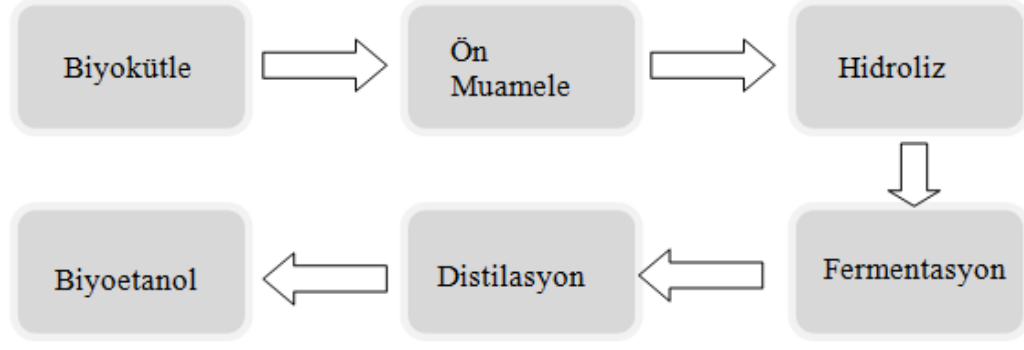 Biyokütle
Ön
Muamele
Hidroliz
Fermentasyon
Distilasyon
Biyoetanol